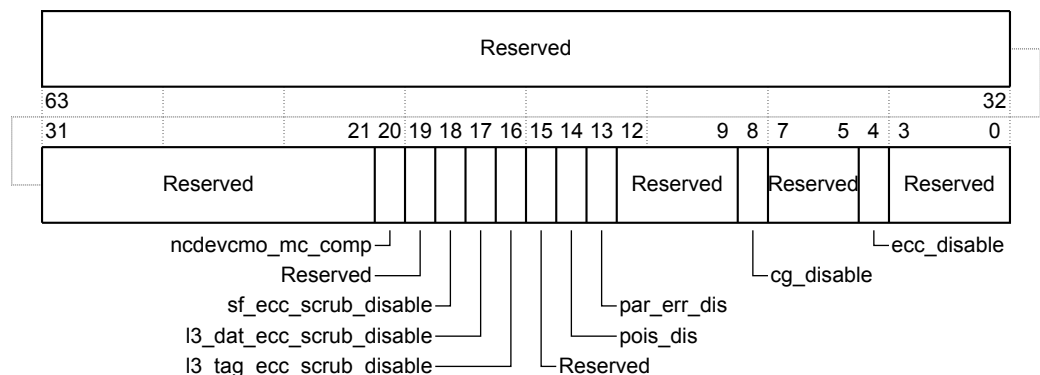 Reserved
63 32
31 21 20 19 18 17 16 15 14 13 12 9 8 7 5 4 3 0
Reserved Reserved Reserved Reserved
ncdevcmo_mc_comp ecc_disable
Reserved cg_disable
sf_ecc_scrub_disable par_err_dis
l3_dat_ecc_scrub_disable pois_dis
l3_tag_ecc_scrub_disable Reserved